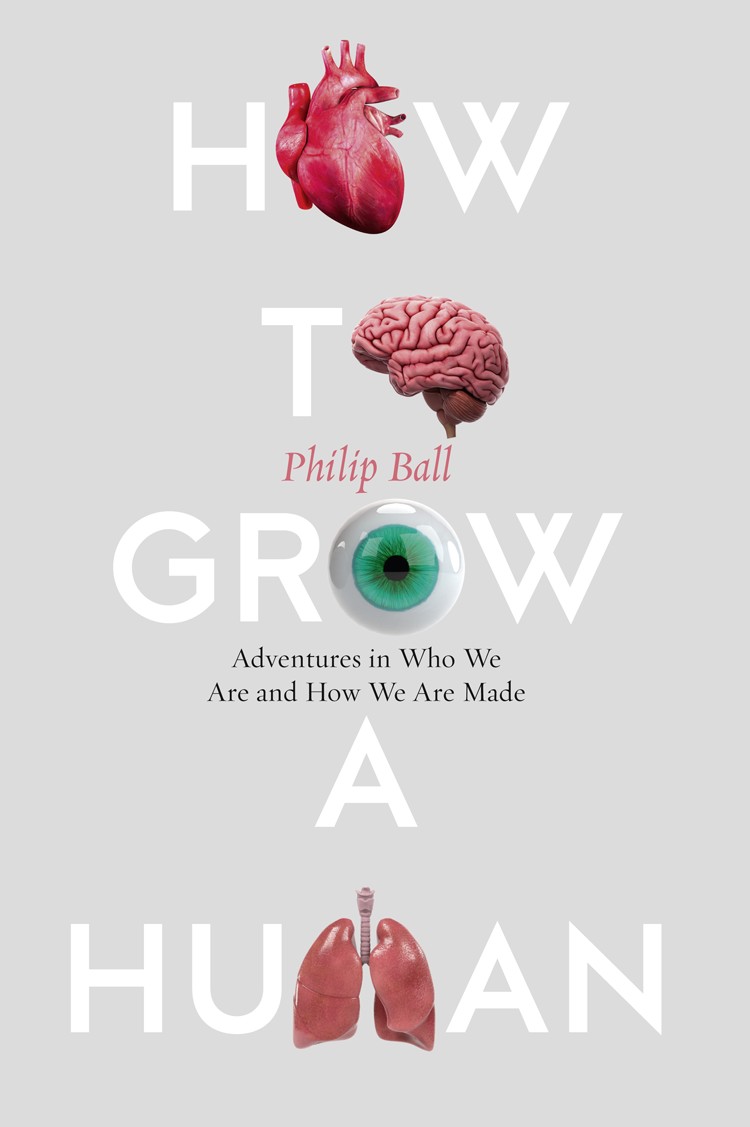 HOW
TO
Philip Ball
GROW
Adventures in Who We
Are and How We Are Made
A
HUMAN